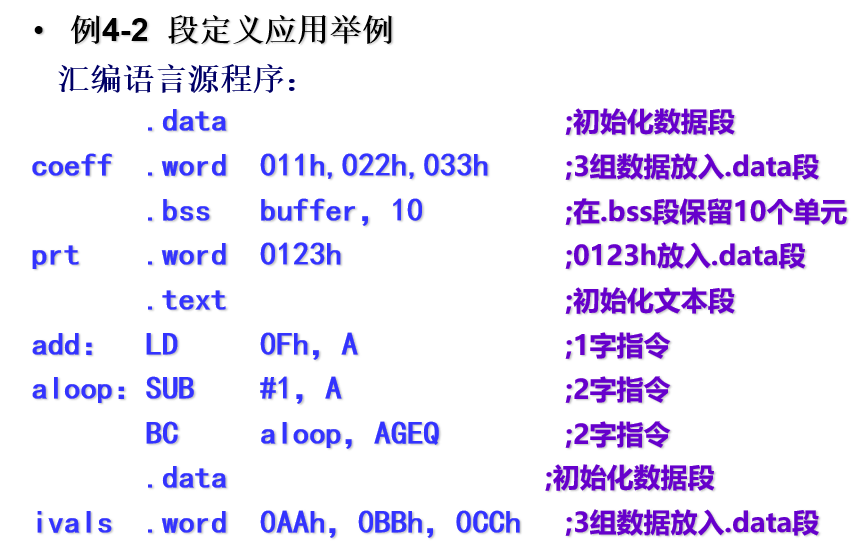 • 例4-2 段定义应用举例
汇编语言源程序：
.data ;初始化数据段
coeff .word 011h,022h,033h ;3组数据放入.data段
.bss buffer, 10 ;在.bss段保留10个单元
prt .word 0123h ;0123h放入.data段
.text ;初始化文本段
add: LD 0Fh, A ;1字指令
aloop: SUB #1, A ;2字指令
BC aloop, AGEQ ;2字指令
.data ;初始化数据段
ivals .word 0AAh, 0BBh, 0CCh ;3组数据放入.data段